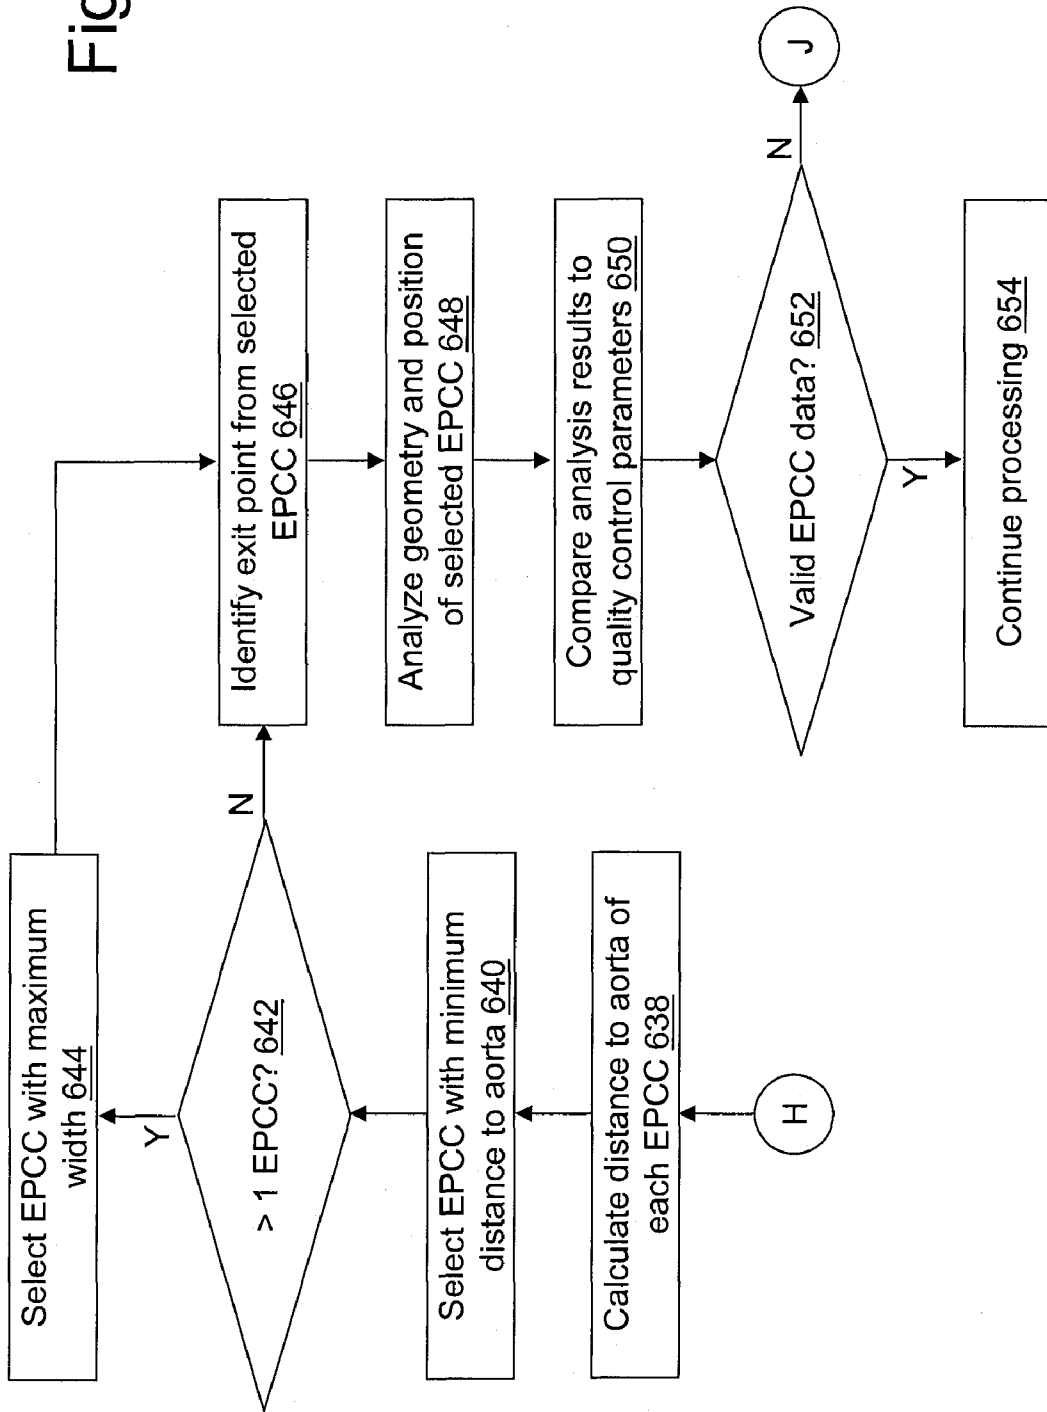 Fig
H
Calculate distance to aorta of
each EPCC 638
Select EPCC with minimum
distance to aorta 640
> 1 EPCC? 642
Y
N
Select EPCC with maximum
width 644
Identify exit point from selected
EPCC 646
Analyze geometry and position
of selected EPCC 648
Compare analysis results to
quality control parameters 650
Valid EPCC data? 652
N
J
Y
Continue processing 654